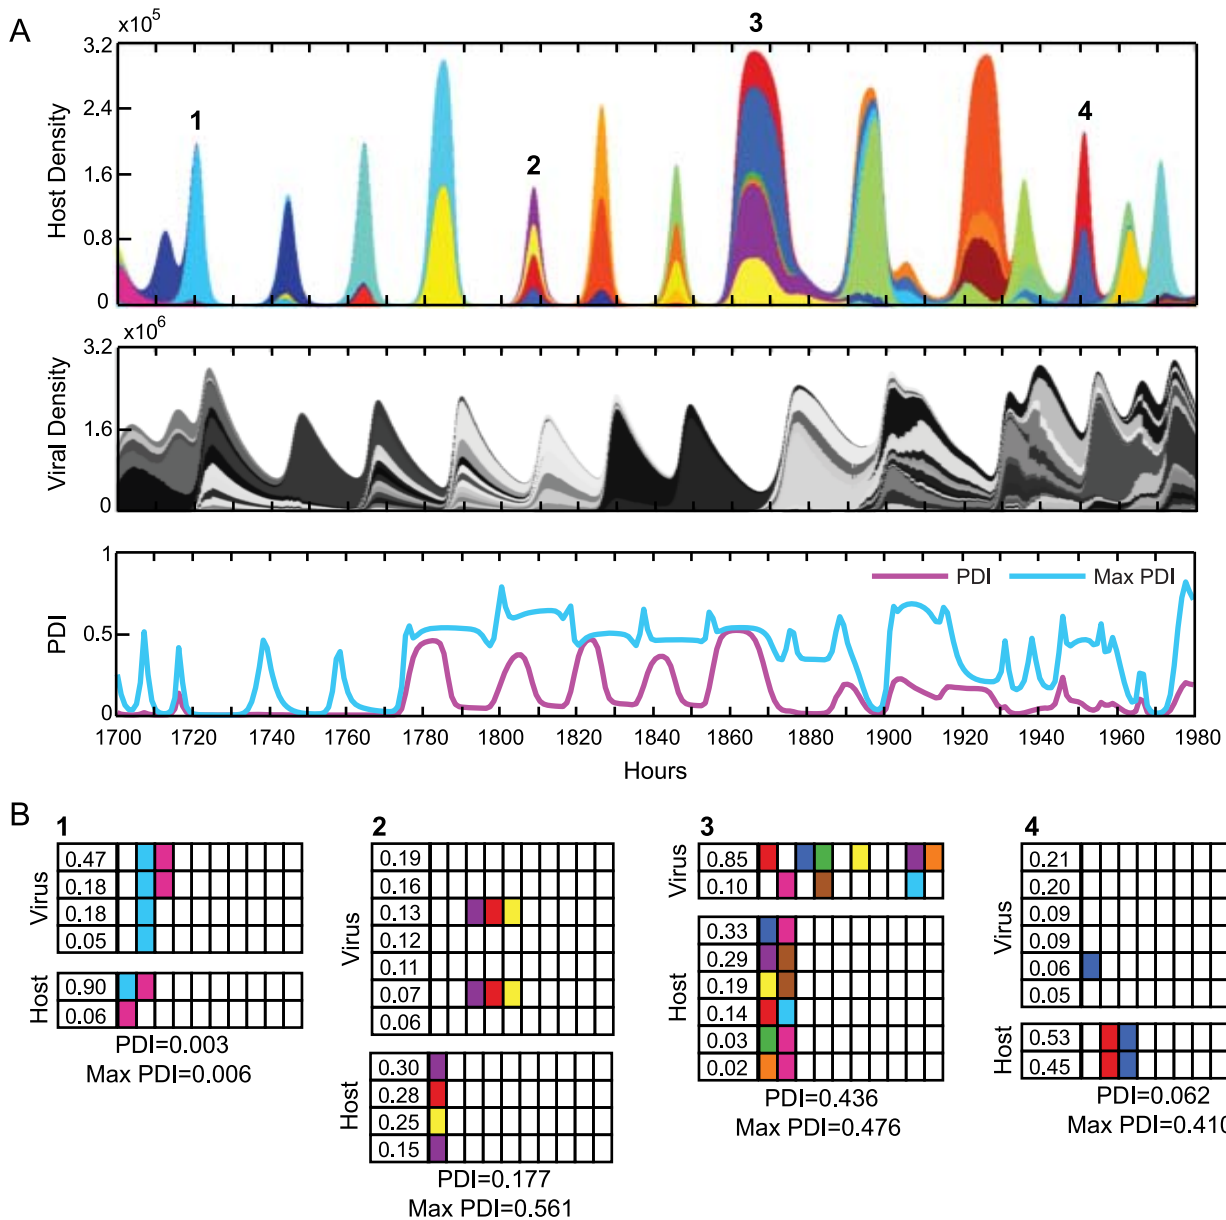 A
x10⁵
3.2
2.4
1.6
0.8
0
Host Density
1
2
3
4
x10⁶
3.2
1.6
0
Viral Density
1
0.5
0
PDI
PDI
Max PDI
1700 1720 1740 1760 1780 1800 1820 1840 1860 1880 1900 1920 1940 1960 1980
Hours
B
1
Virus
0.47
0.18
0.18
0.05
Host
0.90
0.06
PDI=0.003
Max PDI=0.006
2
Virus
0.19
0.16
0.13
0.12
0.11
0.07
0.06
Host
0.30
0.28
0.25
0.15
PDI=0.177
Max PDI=0.561
3
Virus
0.85
0.10
Host
0.33
0.29
0.19
0.14
0.03
0.02
PDI=0.436
Max PDI=0.476
4
Virus
0.21
0.20
0.09
0.09
0.06
0.05
Host
0.53
0.45
PDI=0.062
Max PDI=0.410